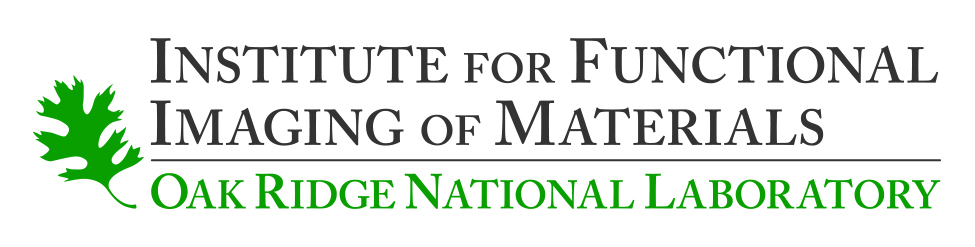 Institute for Functional
Imaging of Materials
Oak Ridge National Laboratory